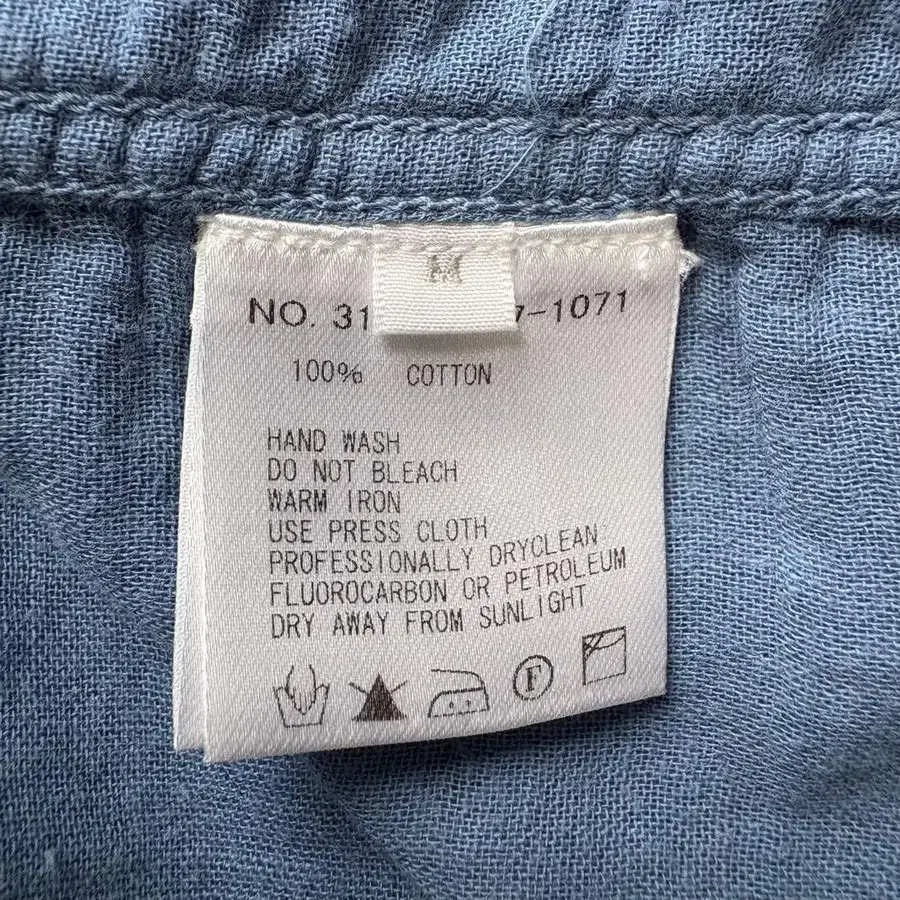 M
NO. 31 7-1071
100% COTTON
HAND WASH
DO NOT BLEACH
WARM IRON
USE PRESS CLOTH
PROFESSIONALLY DRYCLEAN
FLUOROCARBON OR PETROLEUM
DRY AWAY FROM SUNLIGHT
F